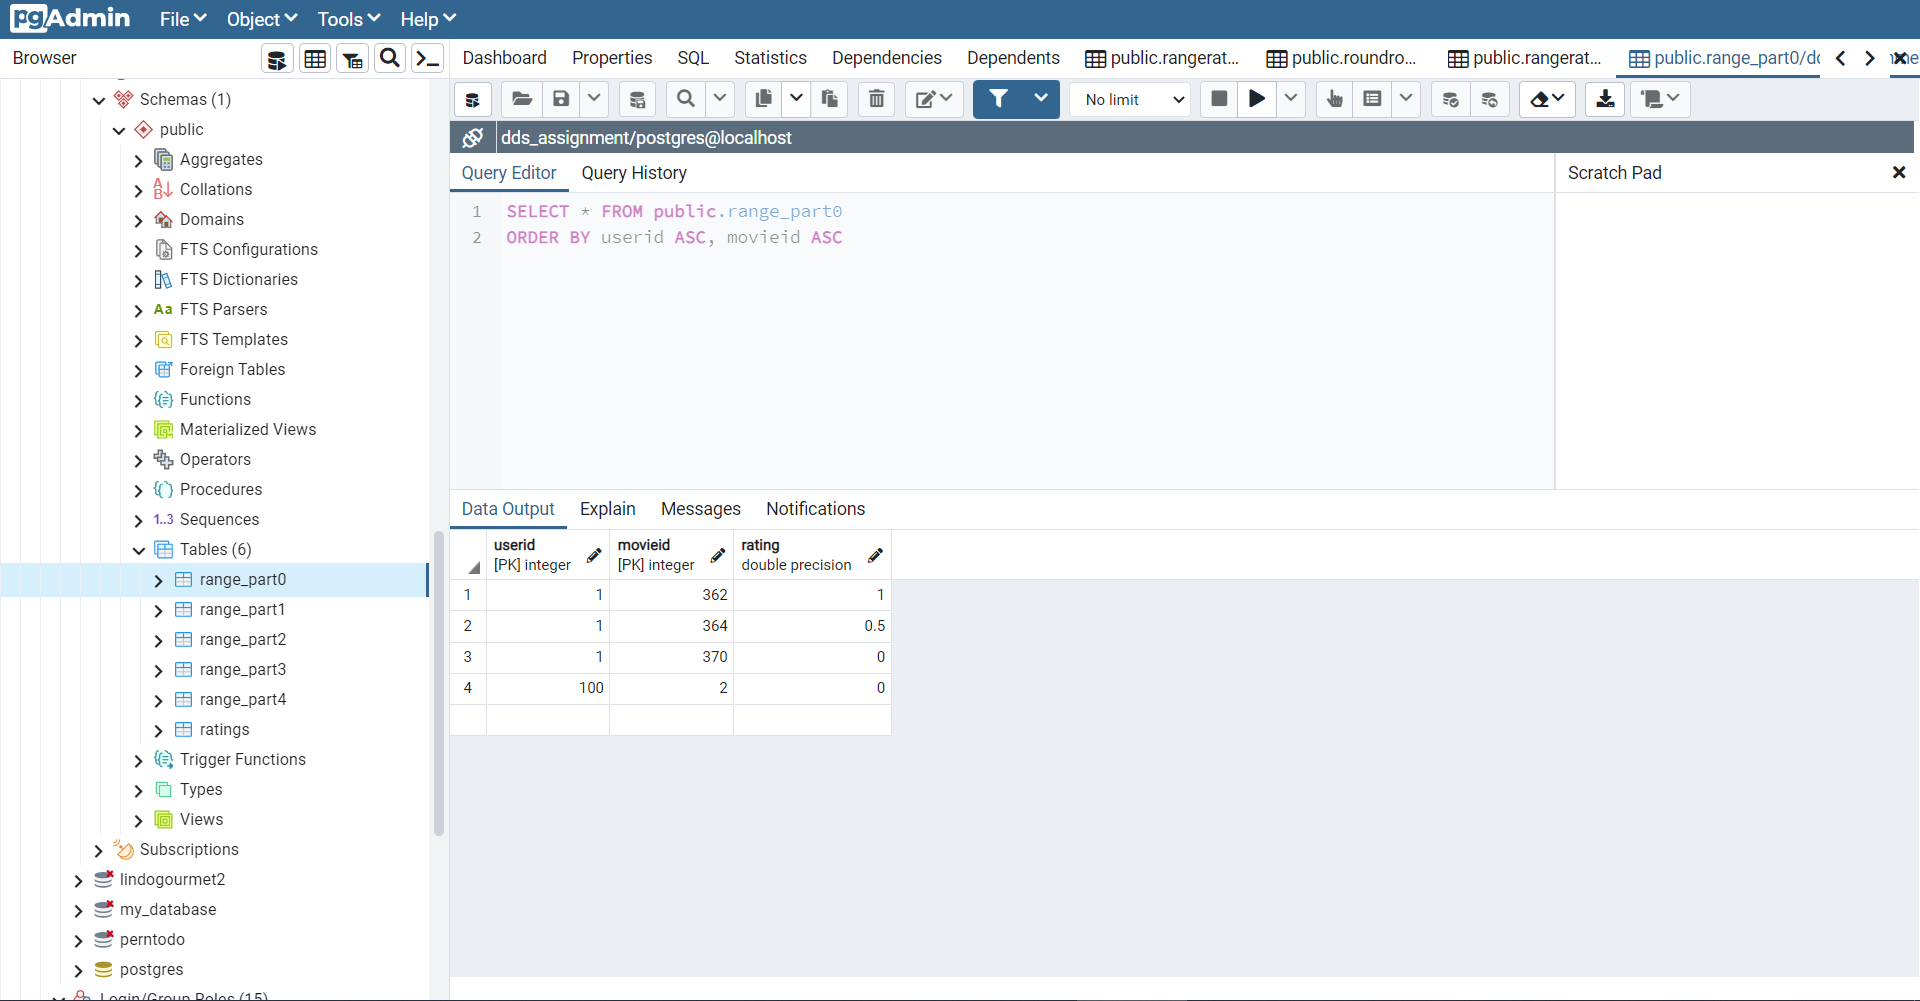 pgAdmin File Object Tools Help
Browser
Dashboard Properties SQL Statistics Dependencies Dependents public.rangerat... public.roundro... public.rangerat... public.range_part0/do
No limit
dds_assignment/postgres@localhost
Query Editor Query History
Scratch Pad
1 SELECT * FROM public.range_part0
2 ORDER BY userid ASC, movieid ASC
Schemas (1)
public
Aggregates
Collations
Domains
FTS Configurations
FTS Dictionaries
Aa FTS Parsers
FTS Templates
Foreign Tables
Functions
Materialized Views
Operators
Procedures
1..3 Sequences
Tables (6)
range_part0
range_part1
range_part2
range_part3
range_part4
ratings
Trigger Functions
Types
Views
Subscriptions
lindogourmet2
my_database
perntodo
postgres
Login/Group Roles (15)
Data Output Explain Messages Notifications
userid movieid rating
[PK] integer [PK] integer double precision
1 1 362 1
2 1 364 0.5
3 1 370 0
4 100 2 0